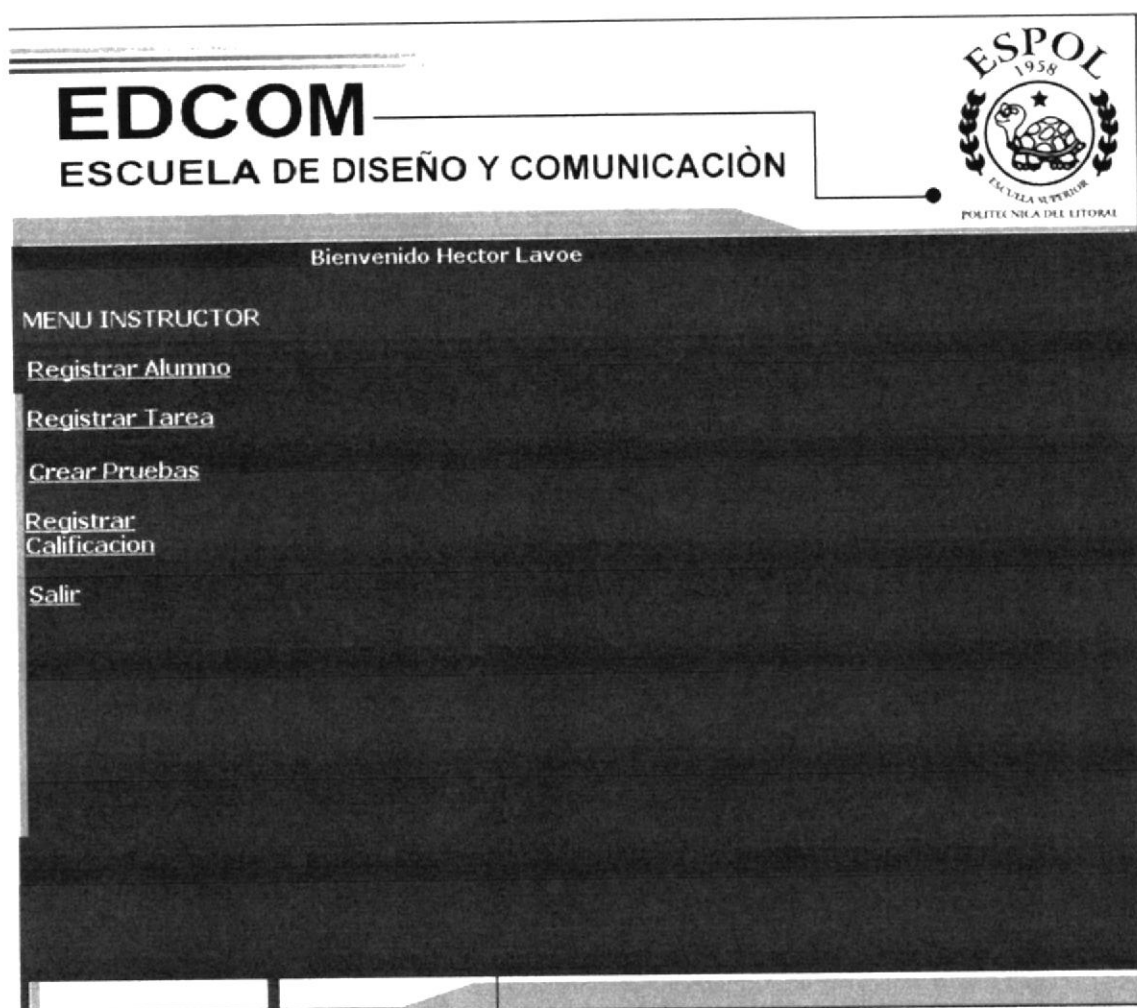 ESPOL
1958
ESCUELA SUPERIOR
POLITECNICA DEL LITORAL
EDCOM
ESCUELA DE DISEÑO Y COMUNICACIÒN
Bienvenido Hector Lavoe
MENU INSTRUCTOR
Registrar Alumno
Registrar Tarea
Crear Pruebas
Registrar
Calificacion
Salir